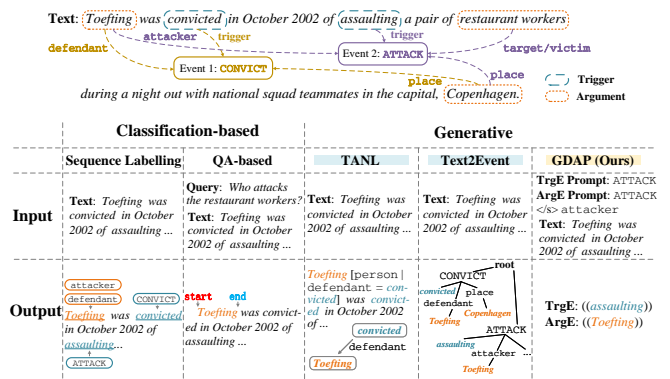 Text: Toefting was convicted in October 2002 of assaulting a pair of restaurant workers
defendant attacker trigger trigger target/victim
Event 1: CONVICT
Event 2: ATTACK
place
place
during a night out with national squad teammates in the capital, Copenhagen.
Trigger
Argument
Classification-based
Generative
Sequence Labelling
QA-based
TANL
Text2Event
GDAP (Ours)
Input
Text: Toefting was
convicted in October
2002 of assaulting ...
Query: Who attacks
the restaurant workers?
Text: Toefting was
convicted in October
2002 of assaulting ...
Text: Toefting was
convicted in October
2002 of assaulting ...
Text: Toefting was
convicted in October
2002 of assaulting ...
TrgE Prompt: ATTACK
ArgE Prompt: ATTACK
</s> attacker
Text: Toefting was
convicted in October
2002 of assaulting ...
Output
attacker
defendant
CONVICT
Toefting was convicted
in October 2002 of
assaulting...
ATTACK
start end
Toefting was convict-
ed in October 2002 of
assaulting ...
Toefting [person|
defendant = con-
victed] was convict-
ed in October 2002
of ...
convicted
defendant
Toefting
root
CONVICT
convicted
place
defendant
Copenhagen
Toefting
ATTACK
assaulting
attacker ...
Toefting
TrgE: ((assaulting))
ArgE: ((Toefting))